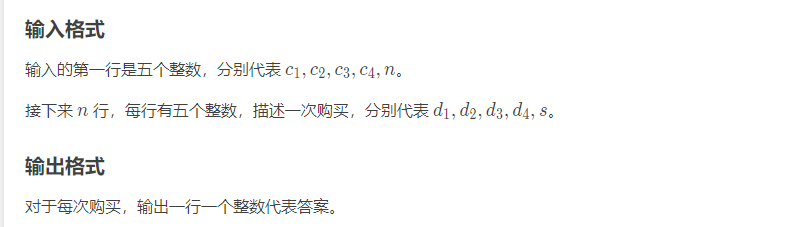 输入格式
输入的第一行是五个整数，分别代表 c₁, c₂, c₃, c₄, n。
接下来 n 行，每行有五个整数，描述一次购买，分别代表 d₁, d₂, d₃, d₄, s。
输出格式
对于每次购买，输出一行一个整数代表答案。